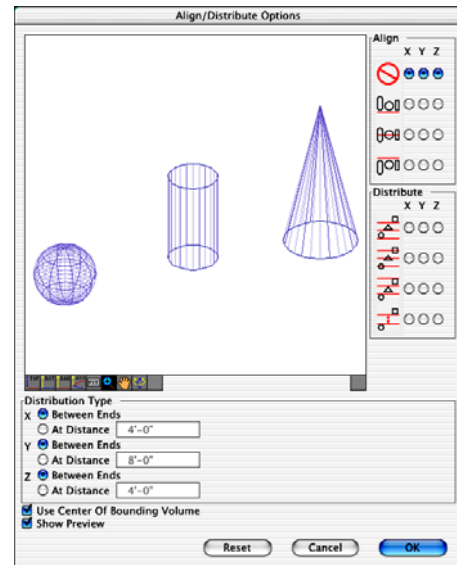 Align/Distribute Options
Align
X Y Z
Distribute
X Y Z
Distribution Type
X Between Ends
At Distance 4'-0"
Y Between Ends
At Distance 8'-0"
Z Between Ends
At Distance 4'-0"
Use Center Of Bounding Volume
Show Preview
Reset Cancel OK